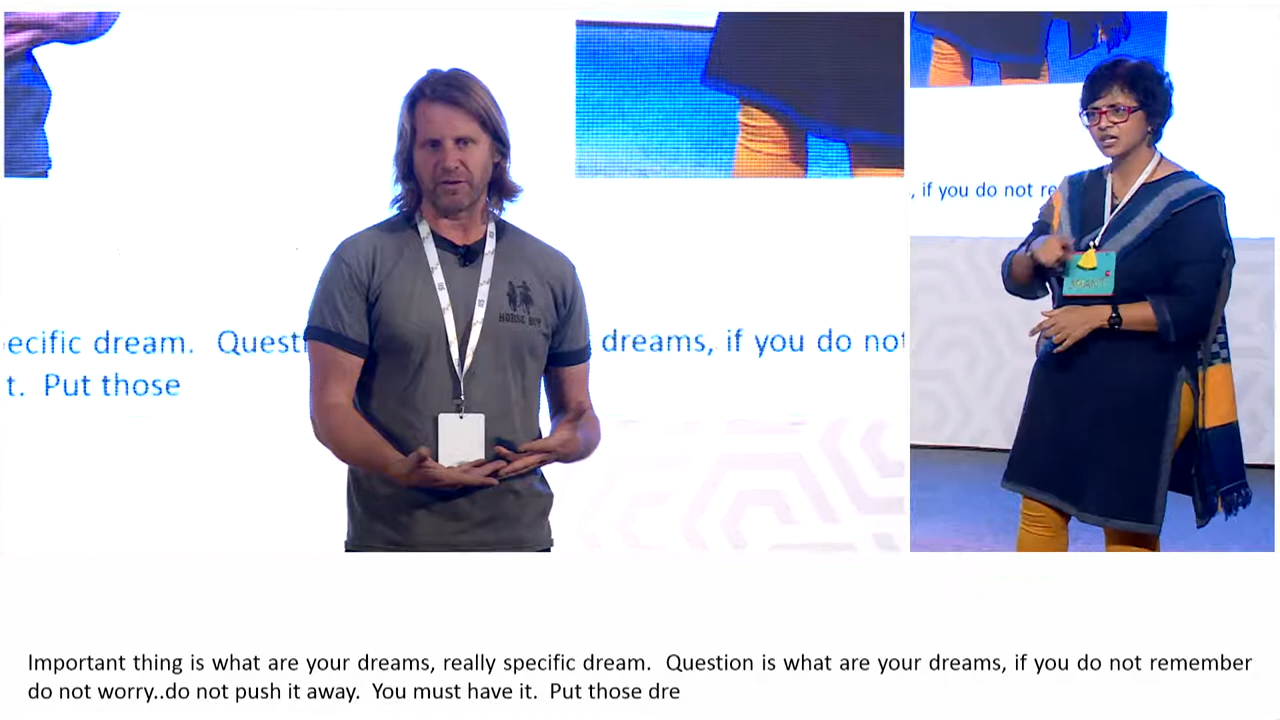 , if you do not re
ecific dream. Questi
dreams, if you do not
t. Put those
HORSE BOY
Important thing is what are your dreams, really specific dream. Question is what are your dreams, if you do not remember
do not worry..do not push it away. You must have it. Put those dre